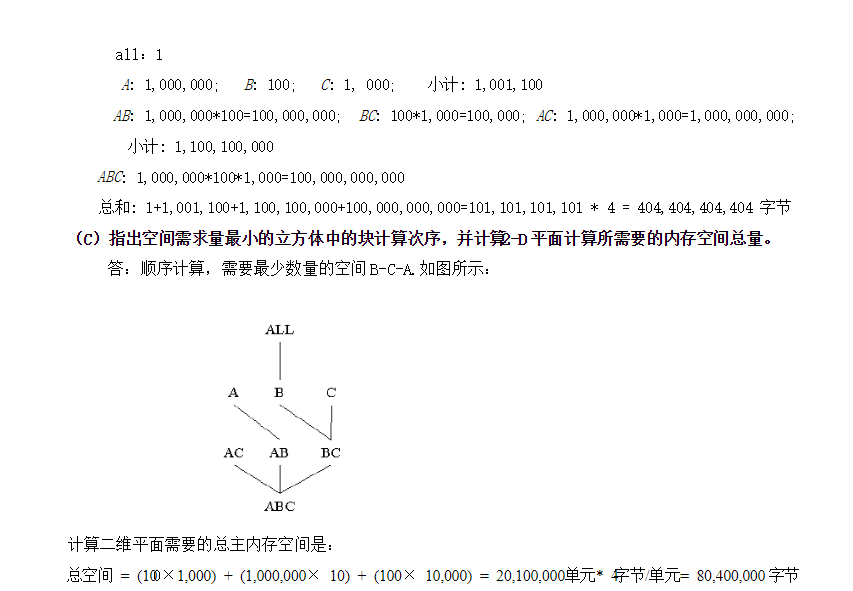 all: 1
A: 1,000,000; B: 100; C: 1, 000; 小计: 1,001,100
AB: 1,000,000*100=100,000,000; BC: 100*1,000=100,000; AC: 1,000,000*1,000=1,000,000,000;
小计: 1,100,100,000
ABC: 1,000,000*100*1,000=100,000,000,000
总和: 1+1,001,100+1,100,100,000+100,000,000,000=101,101,101,101 * 4 = 404,404,404,404 字节
（C）指出空间需求量最小的立方体中的块计算次序，并计算2-D平面计算所需要的内存空间总量。
答：顺序计算，需要最少数量的空间B-C-A.如图所示：
ALL
A B C
AC AB BC
ABC
计算二维平面需要的总主内存空间是：
总空间 = (100×1,000) + (1,000,000× 10) + (100× 10,000) = 20,100,000单元* 4字节/单元= 80,400,000 字节